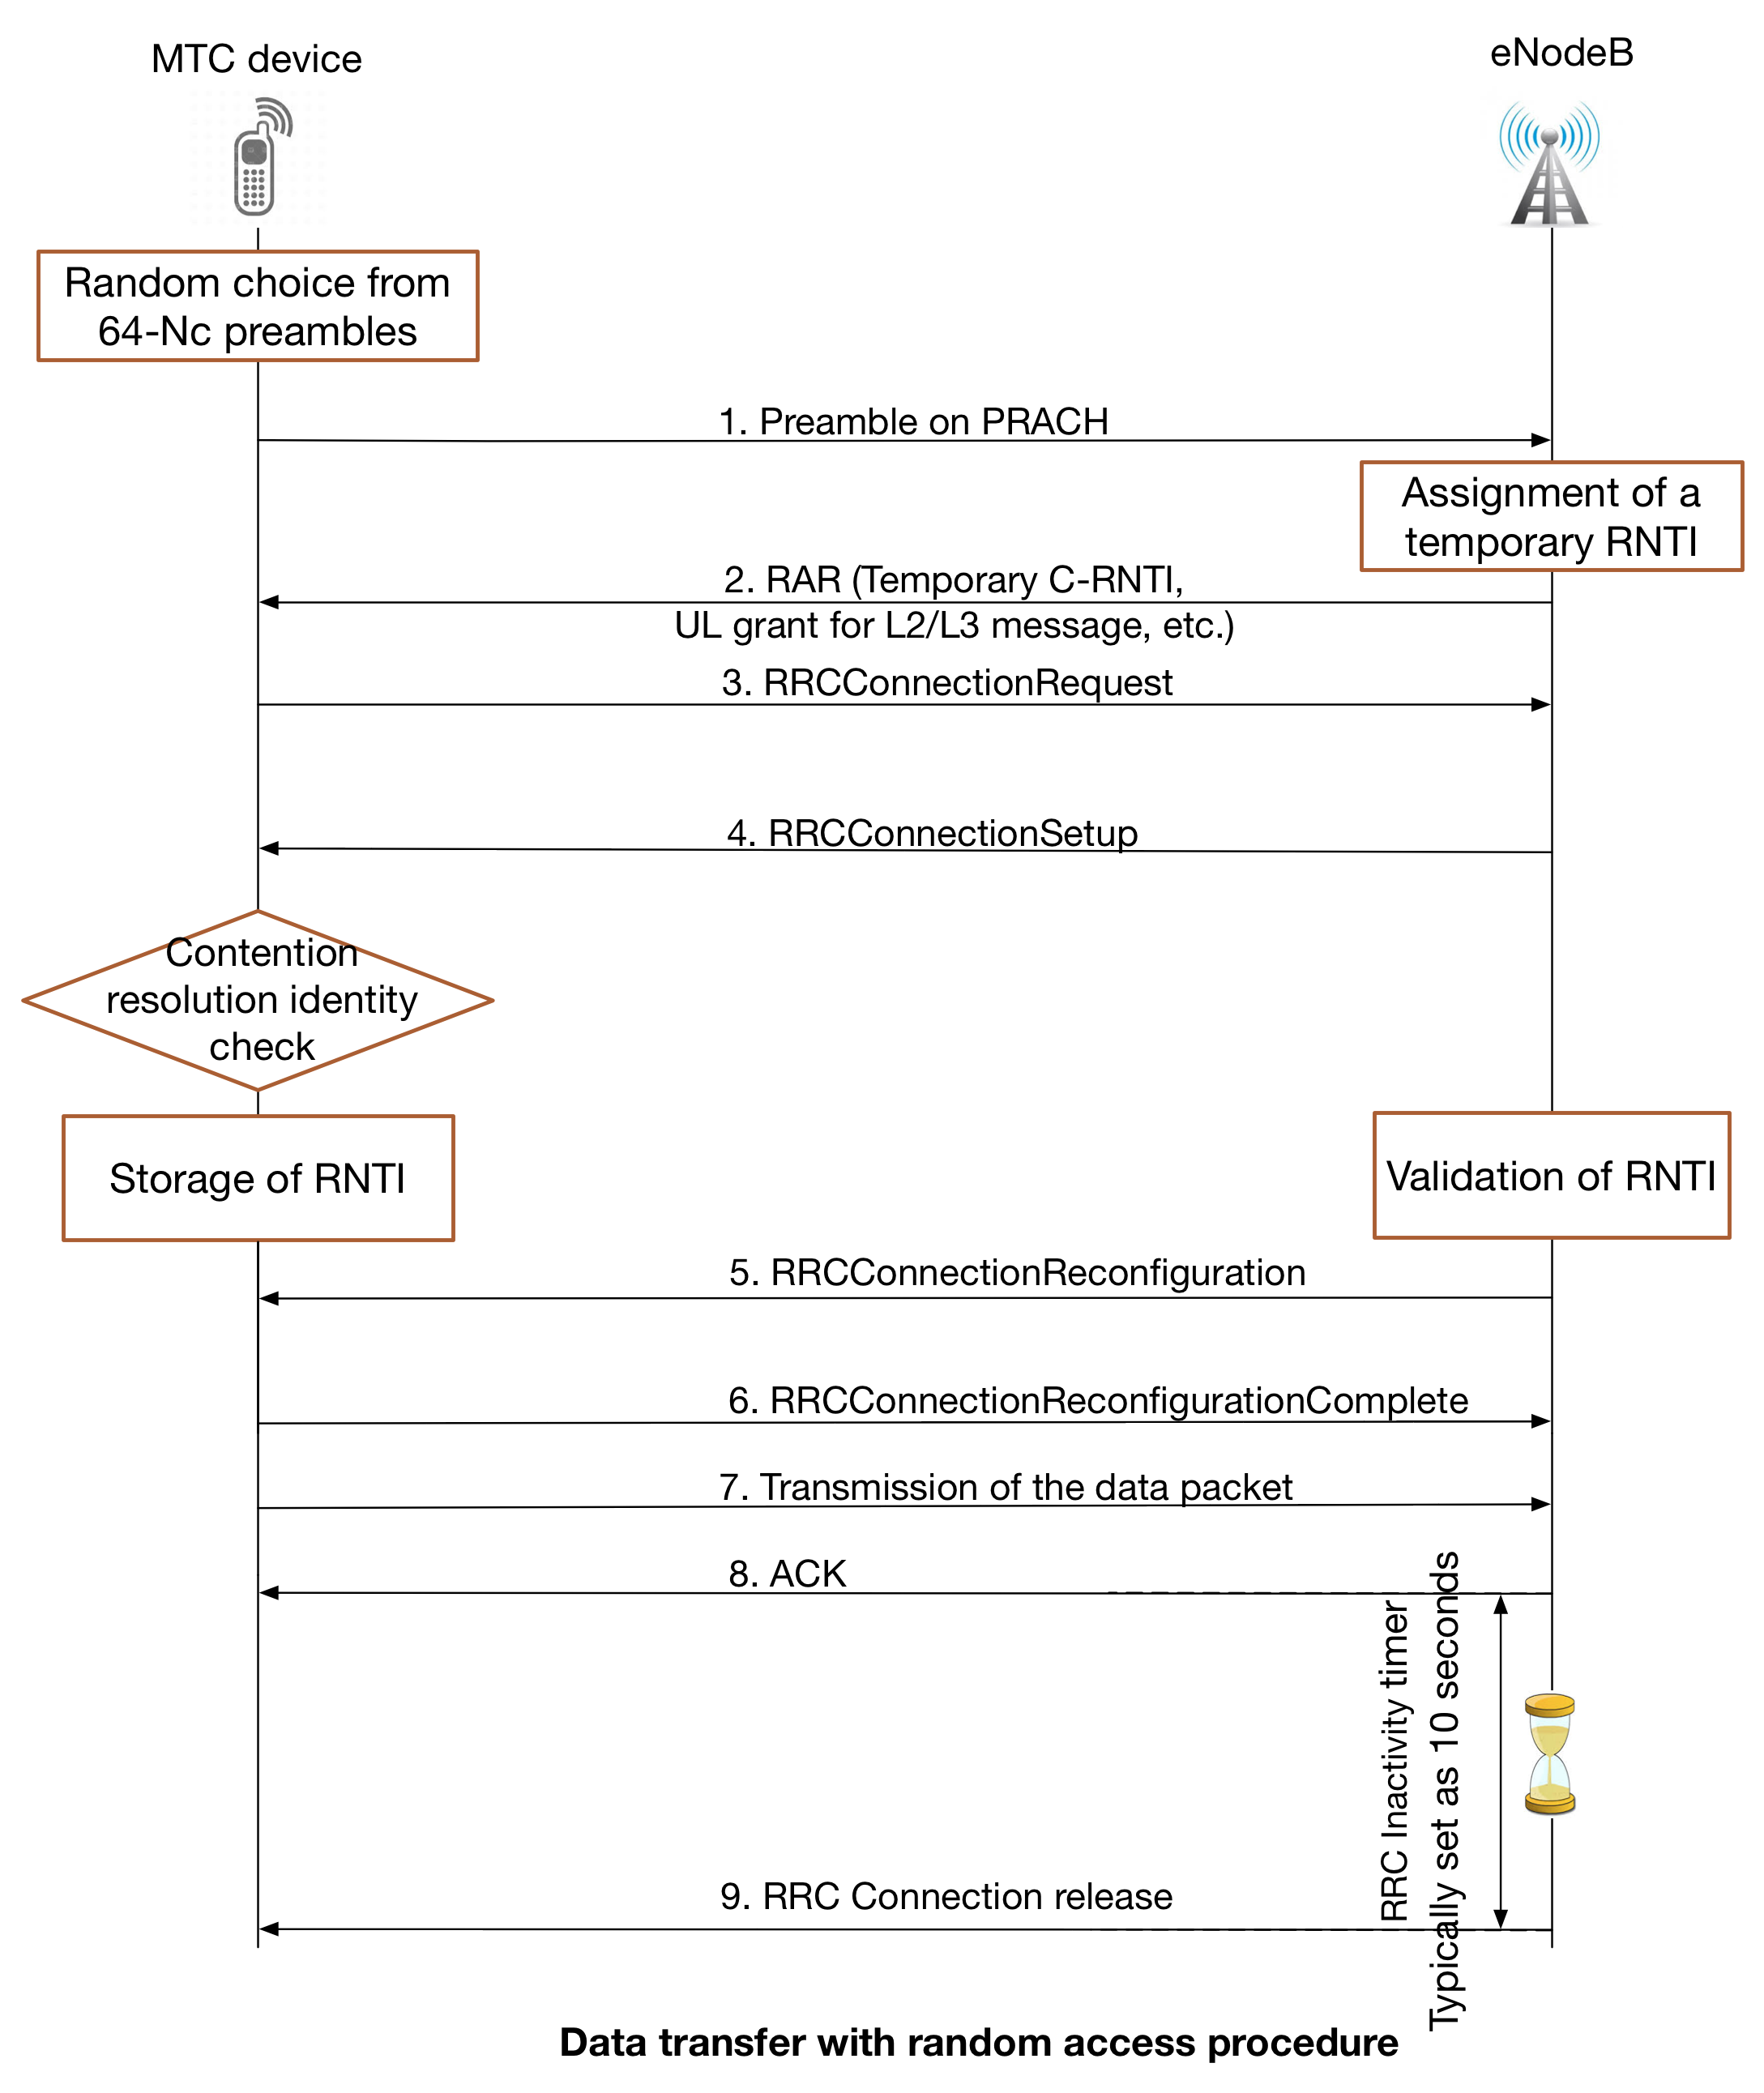 MTC device
eNodeB
Random choice from
64-Nc preambles
1. Preamble on PRACH
Assignment of a
temporary RNTI
2. RAR (Temporary C-RNTI,
UL grant for L2/L3 message, etc.)
3. RRCConnectionRequest
4. RRCConnectionSetup
Contention
resolution identity
check
Storage of RNTI
Validation of RNTI
5. RRCConnectionReconfiguration
6. RRCConnectionReconfigurationComplete
7. Transmission of the data packet
8. ACK
RRC Inactivity timer
Typically set as 10 seconds
9. RRC Connection release
Data transfer with random access procedure